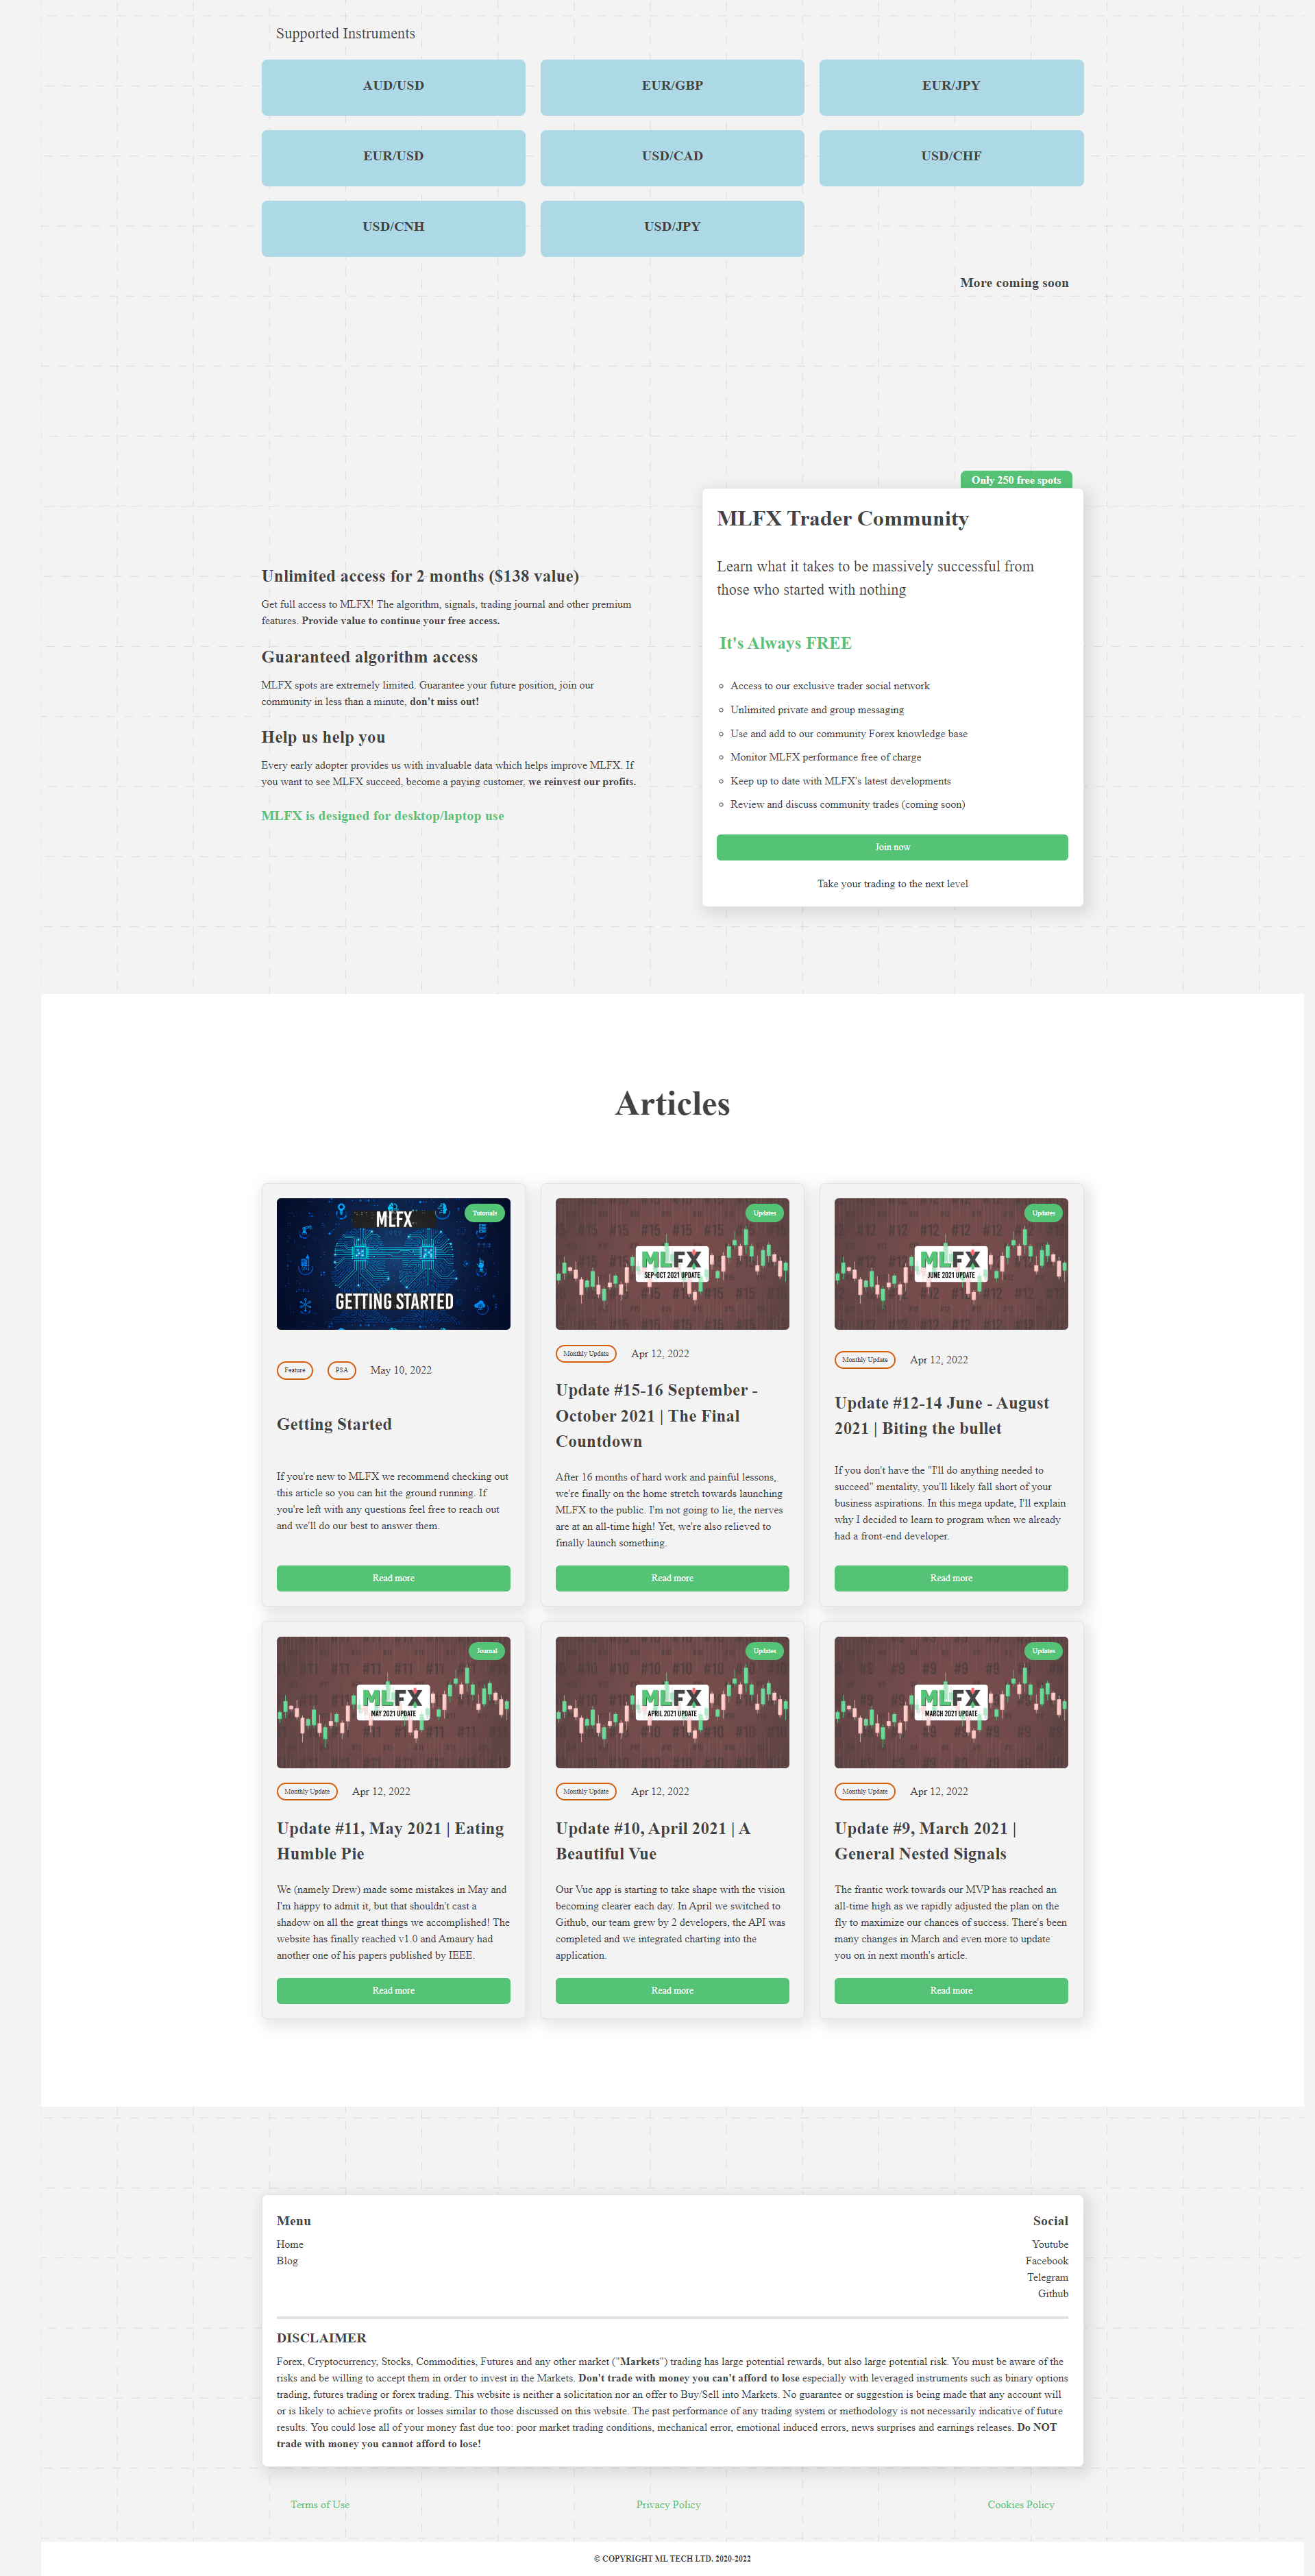 Supported Instruments
AUD/USD
EUR/GBP
EUR/JPY
EUR/USD
USD/CAD
USD/CHF
USD/CNH
USD/JPY
More coming soon
Unlimited access for 2 months ($138 value)
Get full access to MLFX! The algorithm, signals, trading journal and other premium
features. Provide value to continue your free access.
Guaranteed algorithm access
MLFX spots are extremely limited. Guarantee your future position, join our
community in less than a minute, don't miss out!
Help us help you
Every early adopter provides us with invaluable data which helps improve MLFX. If
you want to see MLFX succeed, become a paying customer, we reinvest our profits.
MLFX is designed for desktop/laptop use
Only 250 free spots
MLFX Trader Community
Learn what it takes to be massively successful from
those who started with nothing
It's Always FREE
Access to our exclusive trader social network
Unlimited private and group messaging
Use and add to our community Forex knowledge base
Monitor MLFX performance free of charge
Keep up to date with MLFX's latest developments
Review and discuss community trades (coming soon)
Join now
Take your trading to the next level
Articles
Tutorials
MLFX
GETTING STARTED
Feature PSA May 10, 2022
Getting Started
If you're new to MLFX we recommend checking out
this article so you can hit the ground running. If
you're left with any questions feel free to reach out
and we'll do our best to answer them.
Read more
Updates
MLFX
SEP-OCT 2021 UPDATE
Monthly Update Apr 12, 2022
Update #15-16 September -
October 2021 | The Final
Countdown
After 16 months of hard work and painful lessons,
we're finally on the home stretch towards launching
MLFX to the public. I'm not going to lie, the nerves
are at an all-time high! Yet, we're also relieved to
finally launch something.
Read more
Updates
MLFX
JUNE 2021 UPDATE
Monthly Update Apr 12, 2022
Update #12-14 June - August
2021 | Biting the bullet
If you don't have the "I'll do anything needed to
succeed" mentality, you'll likely fall short of your
business aspirations. In this mega update, I'll explain
why I decided to learn to program when we already
had a front-end developer.
Read more
Journal
MLFX
MAY 2021 UPDATE
Monthly Update Apr 12, 2022
Update #11, May 2021 | Eating
Humble Pie
We (namely Drew) made some mistakes in May and
I'm happy to admit it, but that shouldn't cast a
shadow on all the great things we accomplished! The
website has finally reached v1.0 and Amaury had
another one of his papers published by IEEE.
Read more
Updates
MLFX
APRIL 2021 UPDATE
Monthly Update Apr 12, 2022
Update #10, April 2021 | A
Beautiful Vue
Our Vue app is starting to take shape with the vision
becoming clearer each day. In April we switched to
Github, our team grew by 2 developers, the API was
completed and we integrated charting into the
application.
Read more
Updates
MLFX
MARCH 2021 UPDATE
Monthly Update Apr 12, 2022
Update #9, March 2021 |
General Nested Signals
The frantic work towards our MVP has reached an
all-time high as we rapidly adjusted the plan on the
fly to maximize our chances of success. There's been
many changes in March and even more to update
you on in next month's article.
Read more
Menu
Home
Blog
Social
Youtube
Facebook
Telegram
Github
DISCLAIMER
Forex, Cryptocurrency, Stocks, Commodities, Futures and any other market ("Markets") trading has large potential rewards, but also large potential risk. You must be aware of the
risks and be willing to accept them in order to invest in the Markets. Don't trade with money you can't afford to lose especially with leveraged instruments such as binary options
trading, futures trading or forex trading. This website is neither a solicitation nor an offer to Buy/Sell into Markets. No guarantee or suggestion is being made that any account will
or is likely to achieve profits or losses similar to those discussed on this website. The past performance of any trading system or methodology is not necessarily indicative of future
results. You could lose all of your money fast due too: poor market trading conditions, mechanical error, emotional induced errors, news surprises and earnings releases. Do NOT
trade with money you cannot afford to lose!
Terms of Use
Privacy Policy
Cookies Policy
© COPYRIGHT ML TECH LTD. 2020-2022